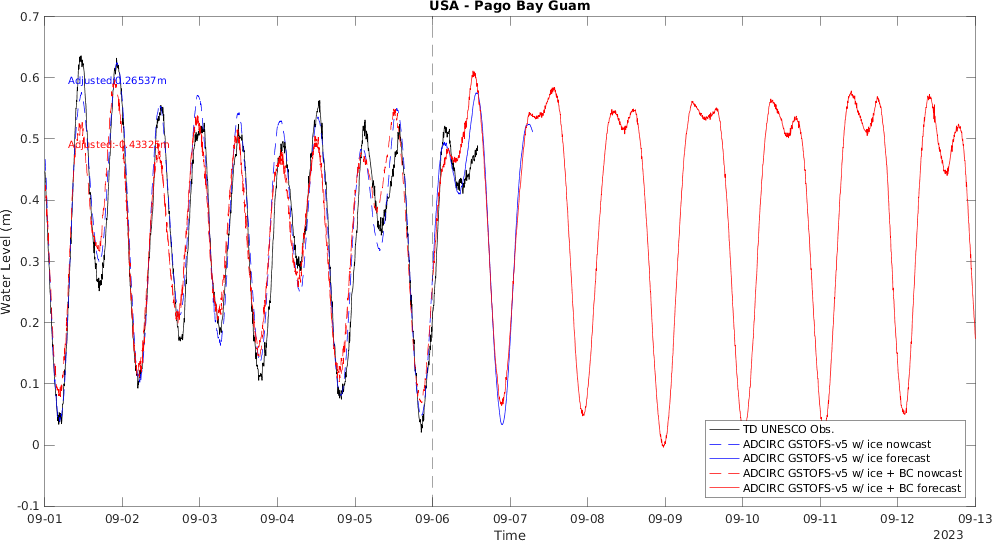 USA - Pago Bay Guam
0.7
0.6
0.5
0.4
0.3
0.2
0.1
0
-0.1
Water Level (m)
Adjusted:0.26537m
Adjusted:-0.43325m
TD UNESCO Obs.
ADCIRC GSTOFS-v5 w/ ice nowcast
ADCIRC GSTOFS-v5 w/ ice forecast
ADCIRC GSTOFS-v5 w/ ice + BC nowcast
ADCIRC GSTOFS-v5 w/ ice + BC forecast
09-01 09-02 09-03 09-04 09-05 09-06 09-07 09-08 09-09 09-10 09-11 09-12 09-13
Time
2023